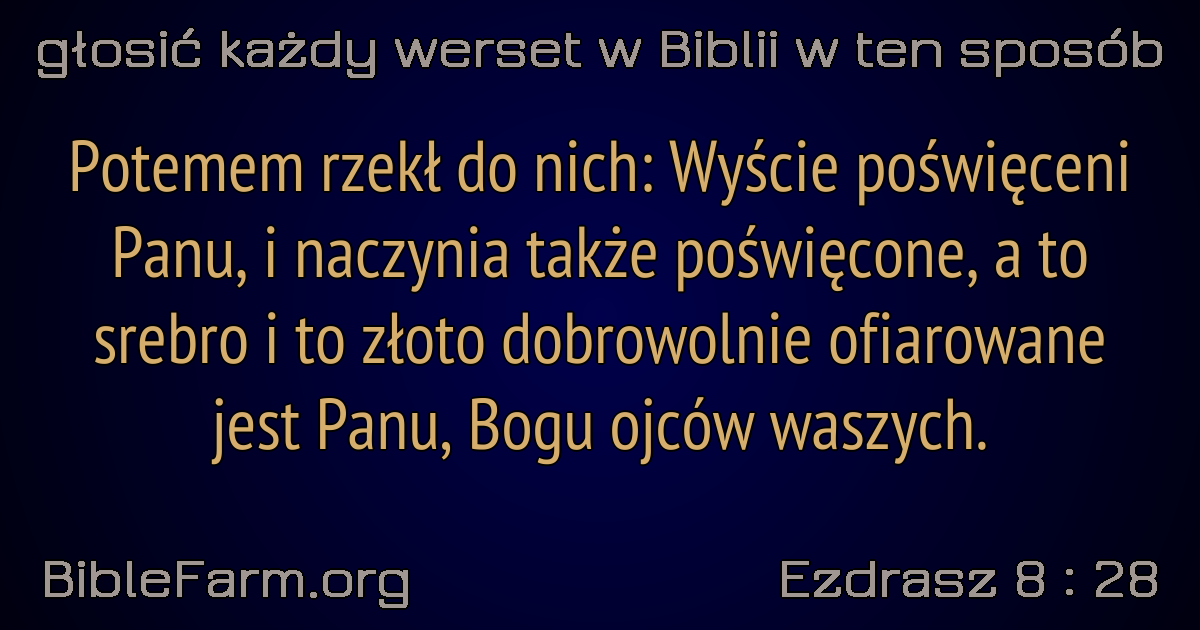 głosić każdy werset w Biblii w ten sposób
Potemem rzekł do nich: Wyście poświęceni
Panu, i naczynia także poświęcone, a to
srebro i to złoto dobrowolnie ofiarowane
jest Panu, Bogu ojców waszych.
BibleFarm.org
Ezdrasz 8 : 28